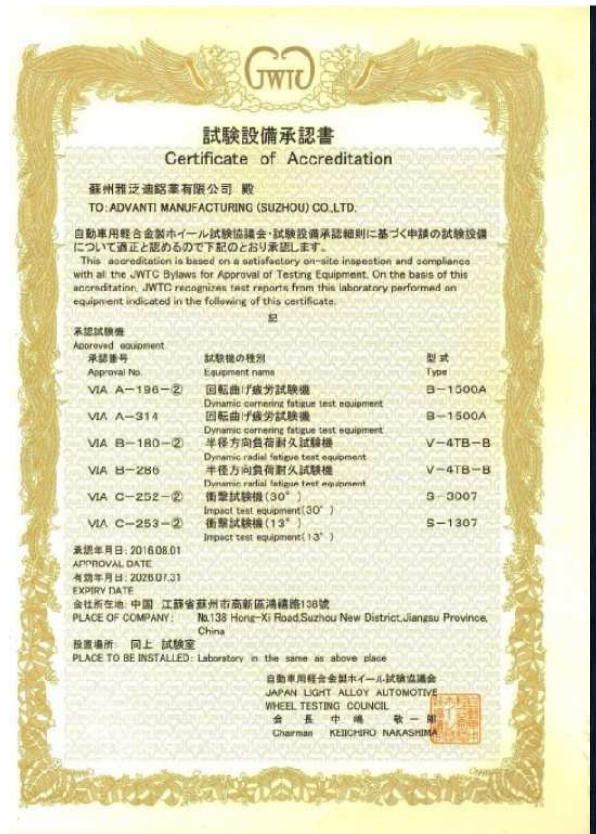 JWTC
試験設備承認書
Certificate of Accreditation
蘇州雅泛迪鋁業有限公司 殿
TO: ADVANTI MANUFACTURING (SUZHOU) CO.,LTD.
自動車用軽合金製ホイール試験協議会・試験設備承認細則に基づく申請の試験設備
について適正と認めるので下記のとおり承認します。
This accreditation is based on a satisfactory on-site inspection and compliance
with all the JWTC Bylaws for Approval of Testing Equipment. On the basis of this
accreditation, JWTC recognizes test reports from this laboratory performed on
equipment indicated in the following of this certificate.
記
承認試験機
Approved equipment
承認番号 試験機の種別 型式
Approval No. Equipment name Type
VIA A-196-② 回転曲げ疲労試験機 B-1500A
Dynamic cornering fatigue test equipment
VIA A-314 回転曲げ疲労試験機 B-1500A
Dynamic cornering fatigue test equipment
VIA B-180-② 半径方向負荷耐久試験機 V-4TB-B
Dynamic radial fatigue test equipment
VIA B-286 半径方向負荷耐久試験機 V-4TB-B
Dynamic radial fatigue test equipment
VIA C-252-② 衝撃試験機(30°) S-3007
Impact test equipment(30°)
VIA C-253-② 衝撃試験機(13°) S-1307
Impact test equipment(13°)
承認年月日: 2016.08.01
APPROVAL DATE
有効年月日: 2026.07.31
EXPIRY DATE
会社所在地: 中国 江蘇省蘇州市高新區鴻禧路138號
PLACE OF COMPANY: №138 Hong-Xi Road,Suzhou New District,Jiangsu Province,
China
設置場所: 同上 試験室
PLACE TO BE INSTALLED: Laboratory in the same as above place
自動車用軽合金製ホイール試験協議会
JAPAN LIGHT ALLOY AUTOMOTIVE
WHEEL TESTING COUNCIL
会長 中嶋 敬一郎
Chairman KEIICHIRO NAKASHIMA